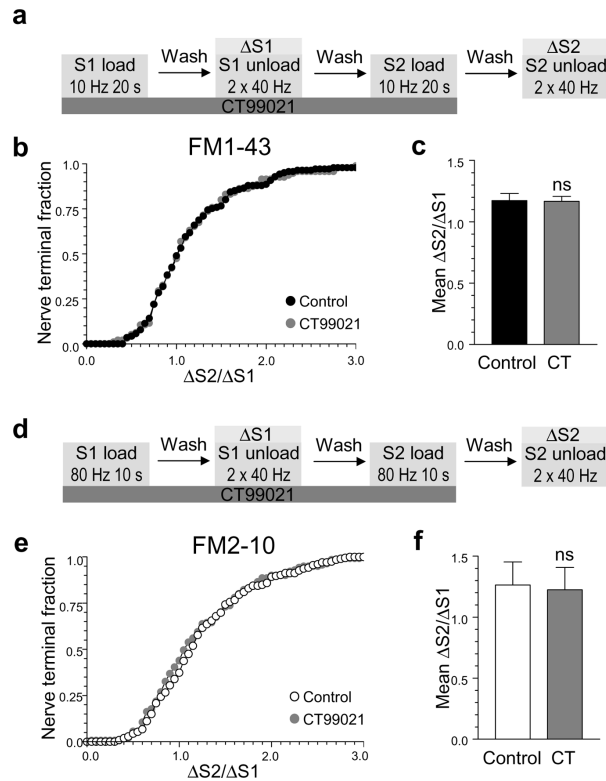 a
Wash Wash Wash
ΔS1 ΔS2
S1 load S1 unload S2 load S2 unload
10 Hz 20 s 2 x 40 Hz 10 Hz 20 s 2 x 40 Hz
CT99021
b
FM1-43
Nerve terminal fraction
1.0
0.75
0.50
0.25
0.0
0.0 1.0 2.0 3.0
ΔS2/ΔS1
Control
CT99021
c
Mean ΔS2/ΔS1
1.5
1.0
0.5
0.0
ns
Control CT
d
Wash Wash Wash
ΔS1 ΔS2
S1 load S1 unload S2 load S2 unload
80 Hz 10 s 2 x 40 Hz 80 Hz 10 s 2 x 40 Hz
CT99021
e
FM2-10
Nerve terminal fraction
1.0
0.75
0.50
0.25
0.0
0.0 1.0 2.0 3.0
ΔS2/ΔS1
Control
CT99021
f
Mean ΔS2/ΔS1
1.5
1.0
0.5
0.0
ns
Control CT